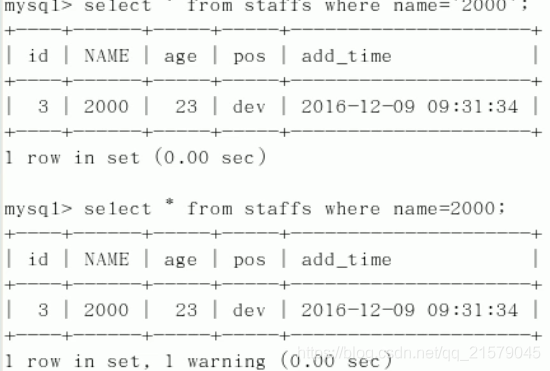 mysql> select * from staffs where name='2000';
+----+------+-----+-----+---------------------+
| id | NAME | age | pos | add_time            |
+----+------+-----+-----+---------------------+
|  3 | 2000 |  23 | dev | 2016-12-09 09:31:34 |
+----+------+-----+-----+---------------------+
1 row in set (0.00 sec)
mysql> select * from staffs where name=2000;
+----+------+-----+-----+---------------------+
| id | NAME | age | pos | add_time            |
+----+------+-----+-----+---------------------+
|  3 | 2000 |  23 | dev | 2016-12-09 09:31:34 |
+----+------+-----+-----+---------------------+
1 row in set, 1 warning (0.00 sec)
https://blog.csdn.net/qq_21579045